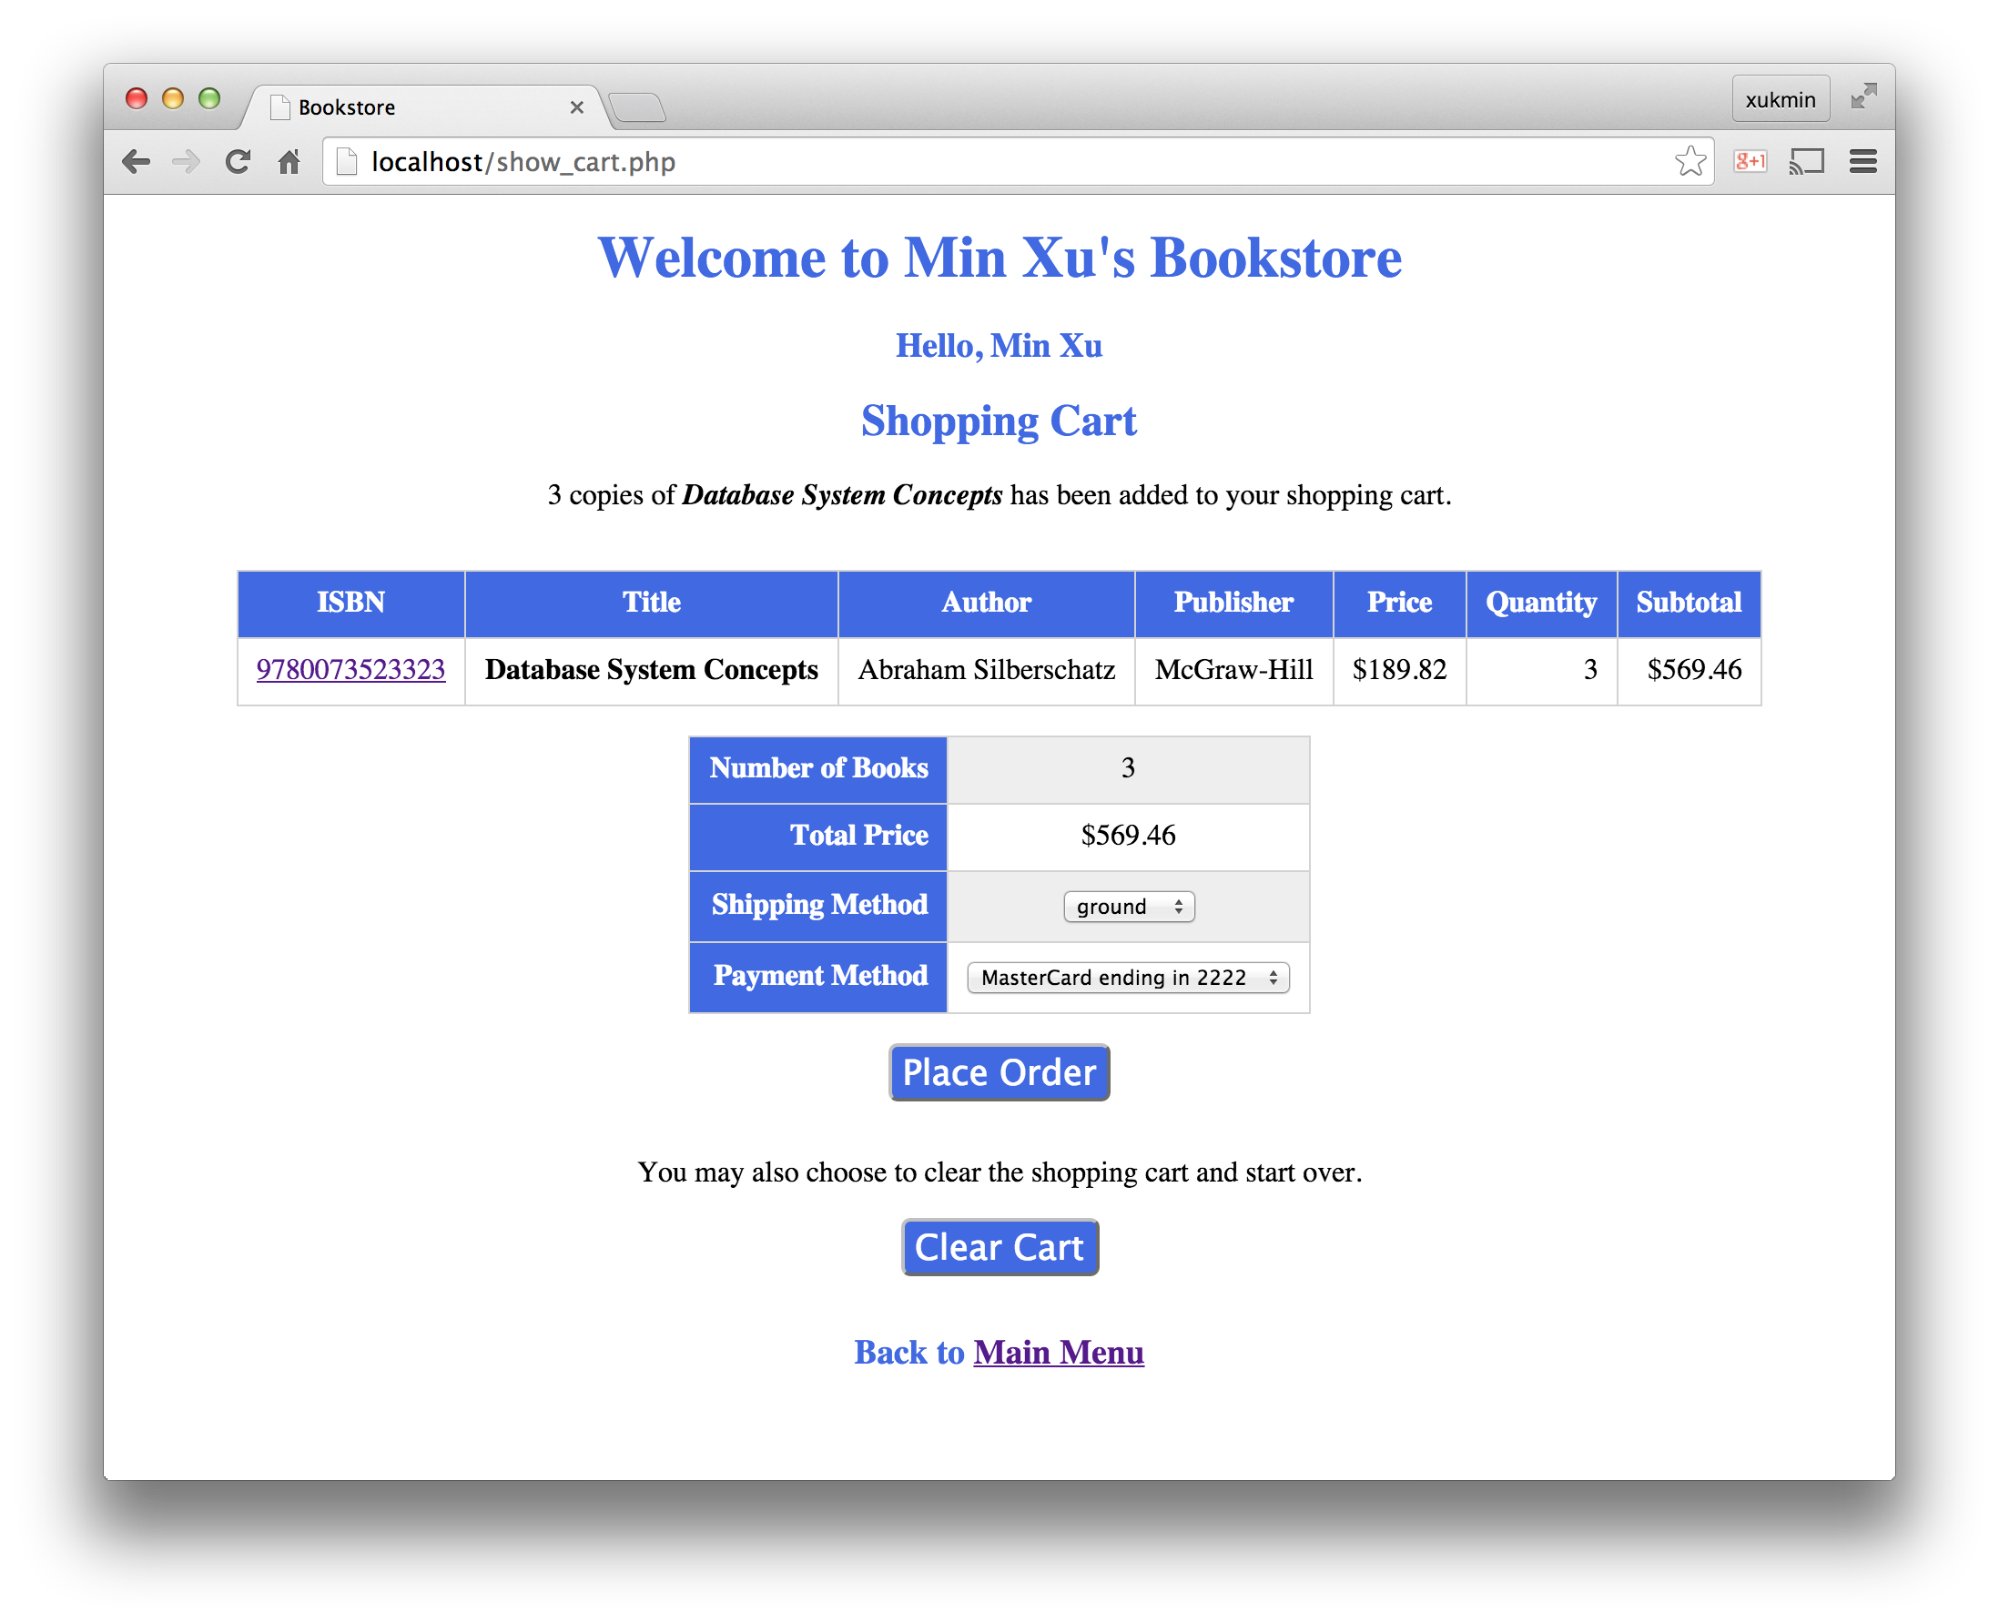 Bookstore
xukmin
localhost/show_cart.php
g+1
Welcome to Min Xu's Bookstore
Hello, Min Xu
Shopping Cart
3 copies of Database System Concepts has been added to your shopping cart.
ISBN Title Author Publisher Price Quantity Subtotal
9780073523323 Database System Concepts Abraham Silberschatz McGraw-Hill $189.82 3 $569.46
Number of Books 3
Total Price $569.46
Shipping Method ground
Payment Method MasterCard ending in 2222
Place Order
You may also choose to clear the shopping cart and start over.
Clear Cart
Back to Main Menu